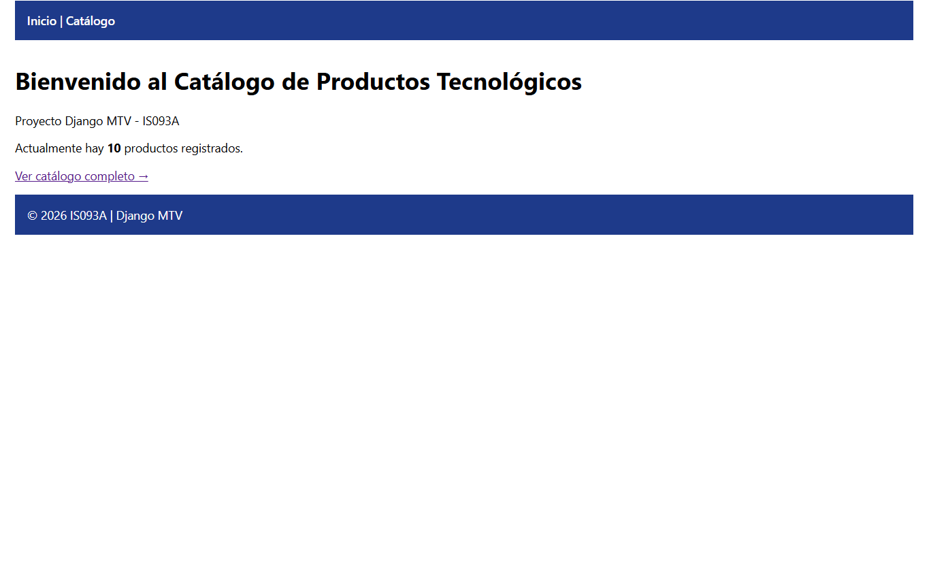 Inicio | Catálogo
Bienvenido al Catálogo de Productos Tecnológicos
Proyecto Django MTV - IS093A
Actualmente hay 10 productos registrados.
Ver catálogo completo →
© 2026 IS093A | Django MTV